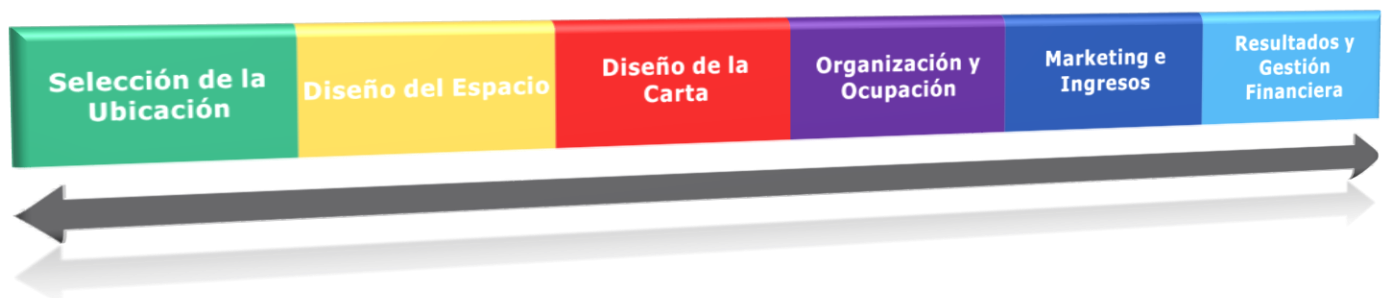 Selección de la
Ubicación
Diseño del Espacio
Diseño de la
Carta
Organización y
Ocupación
Marketing e
Ingresos
Resultados y
Gestión
Financiera